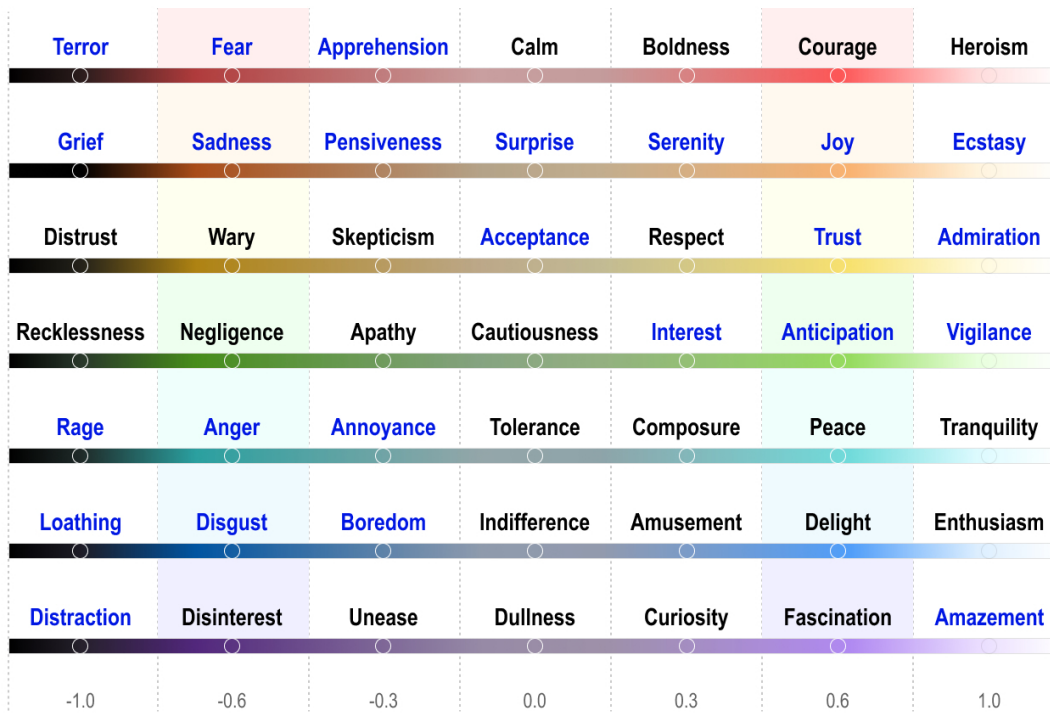 Terror Fear Apprehension Calm Boldness Courage Heroism
Grief Sadness Pensiveness Surprise Serenity Joy Ecstasy
Distrust Wary Skepticism Acceptance Respect Trust Admiration
Recklessness Negligence Apathy Cautiousness Interest Anticipation Vigilance
Rage Anger Annoyance Tolerance Composure Peace Tranquility
Loathing Disgust Boredom Indifference Amusement Delight Enthusiasm
Distraction Disinterest Unease Dullness Curiosity Fascination Amazement
-1.0 -0.6 -0.3 0.0 0.3 0.6 1.0